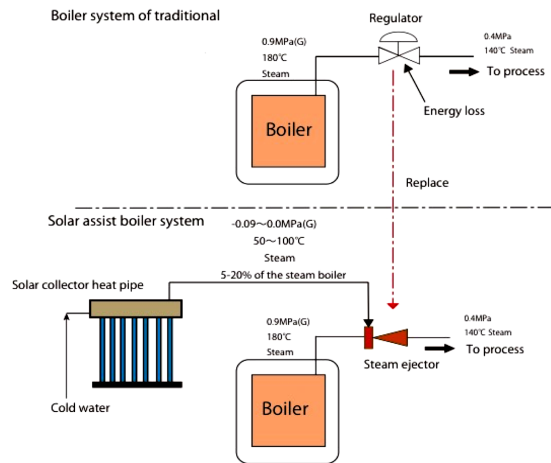 Boiler system of traditional
Regulator
0.9MPa(G)
180℃
Steam
0.4MPa
140℃ Steam
To process
Boiler
Energy loss
Replace
Solar assist boiler system
-0.09～0.0MPa(G)
50～100℃
Steam
5-20% of the steam boiler
Solar collector heat pipe
0.9MPa(G)
180℃
Steam
0.4MPa
140℃ Steam
To process
Steam ejector
Cold water
Boiler